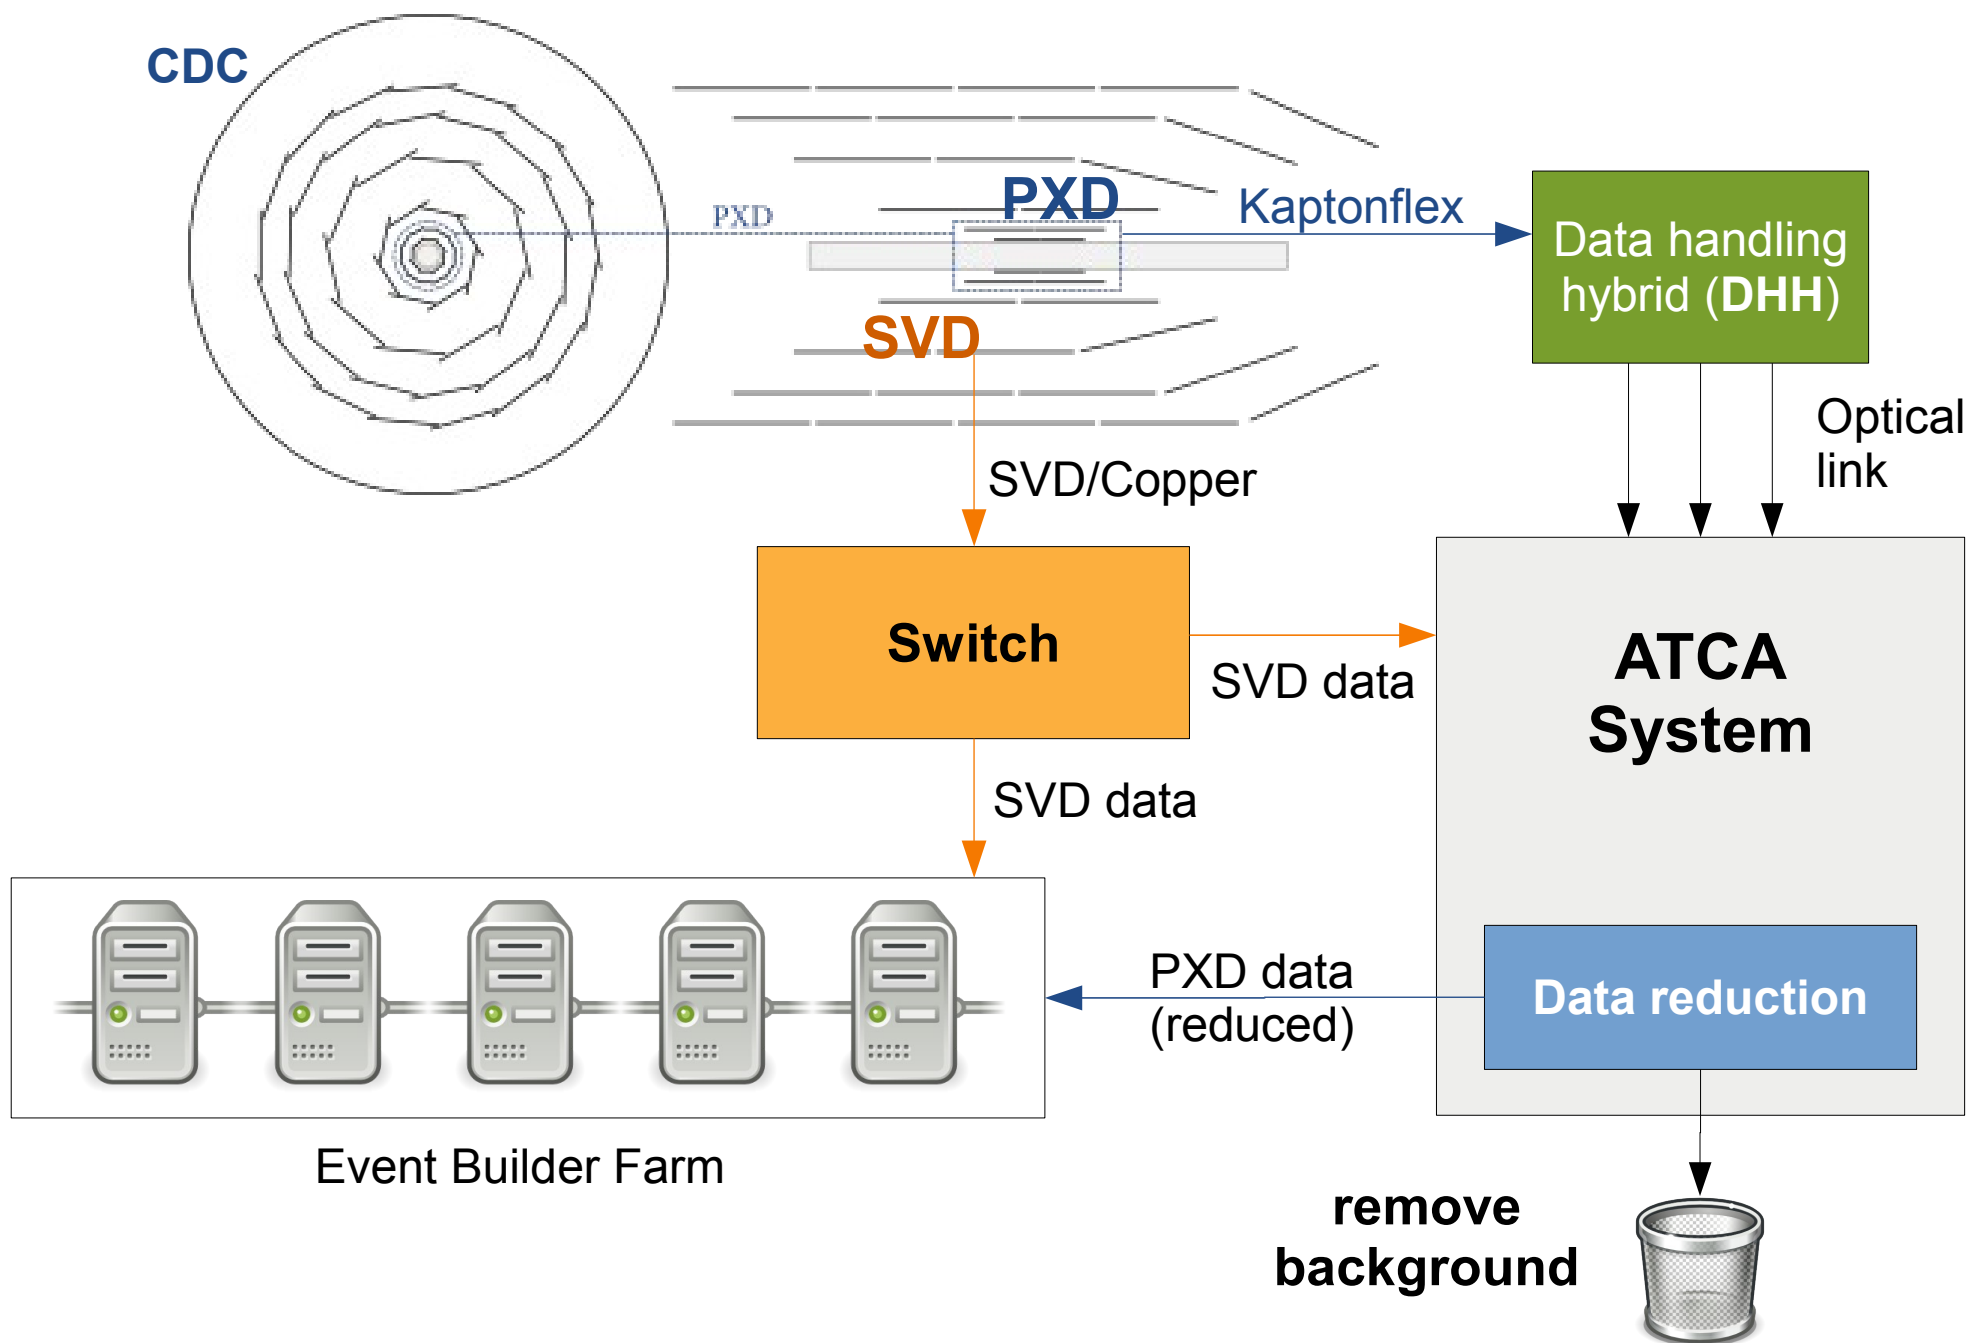 CDC
PXD
PXD
Kaptonflex
Data handling
hybrid (DHH)
SVD
Optical
link
SVD/Copper
Switch
SVD data
ATCA
System
SVD data
PXD data
(reduced)
Data reduction
Event Builder Farm
remove
background